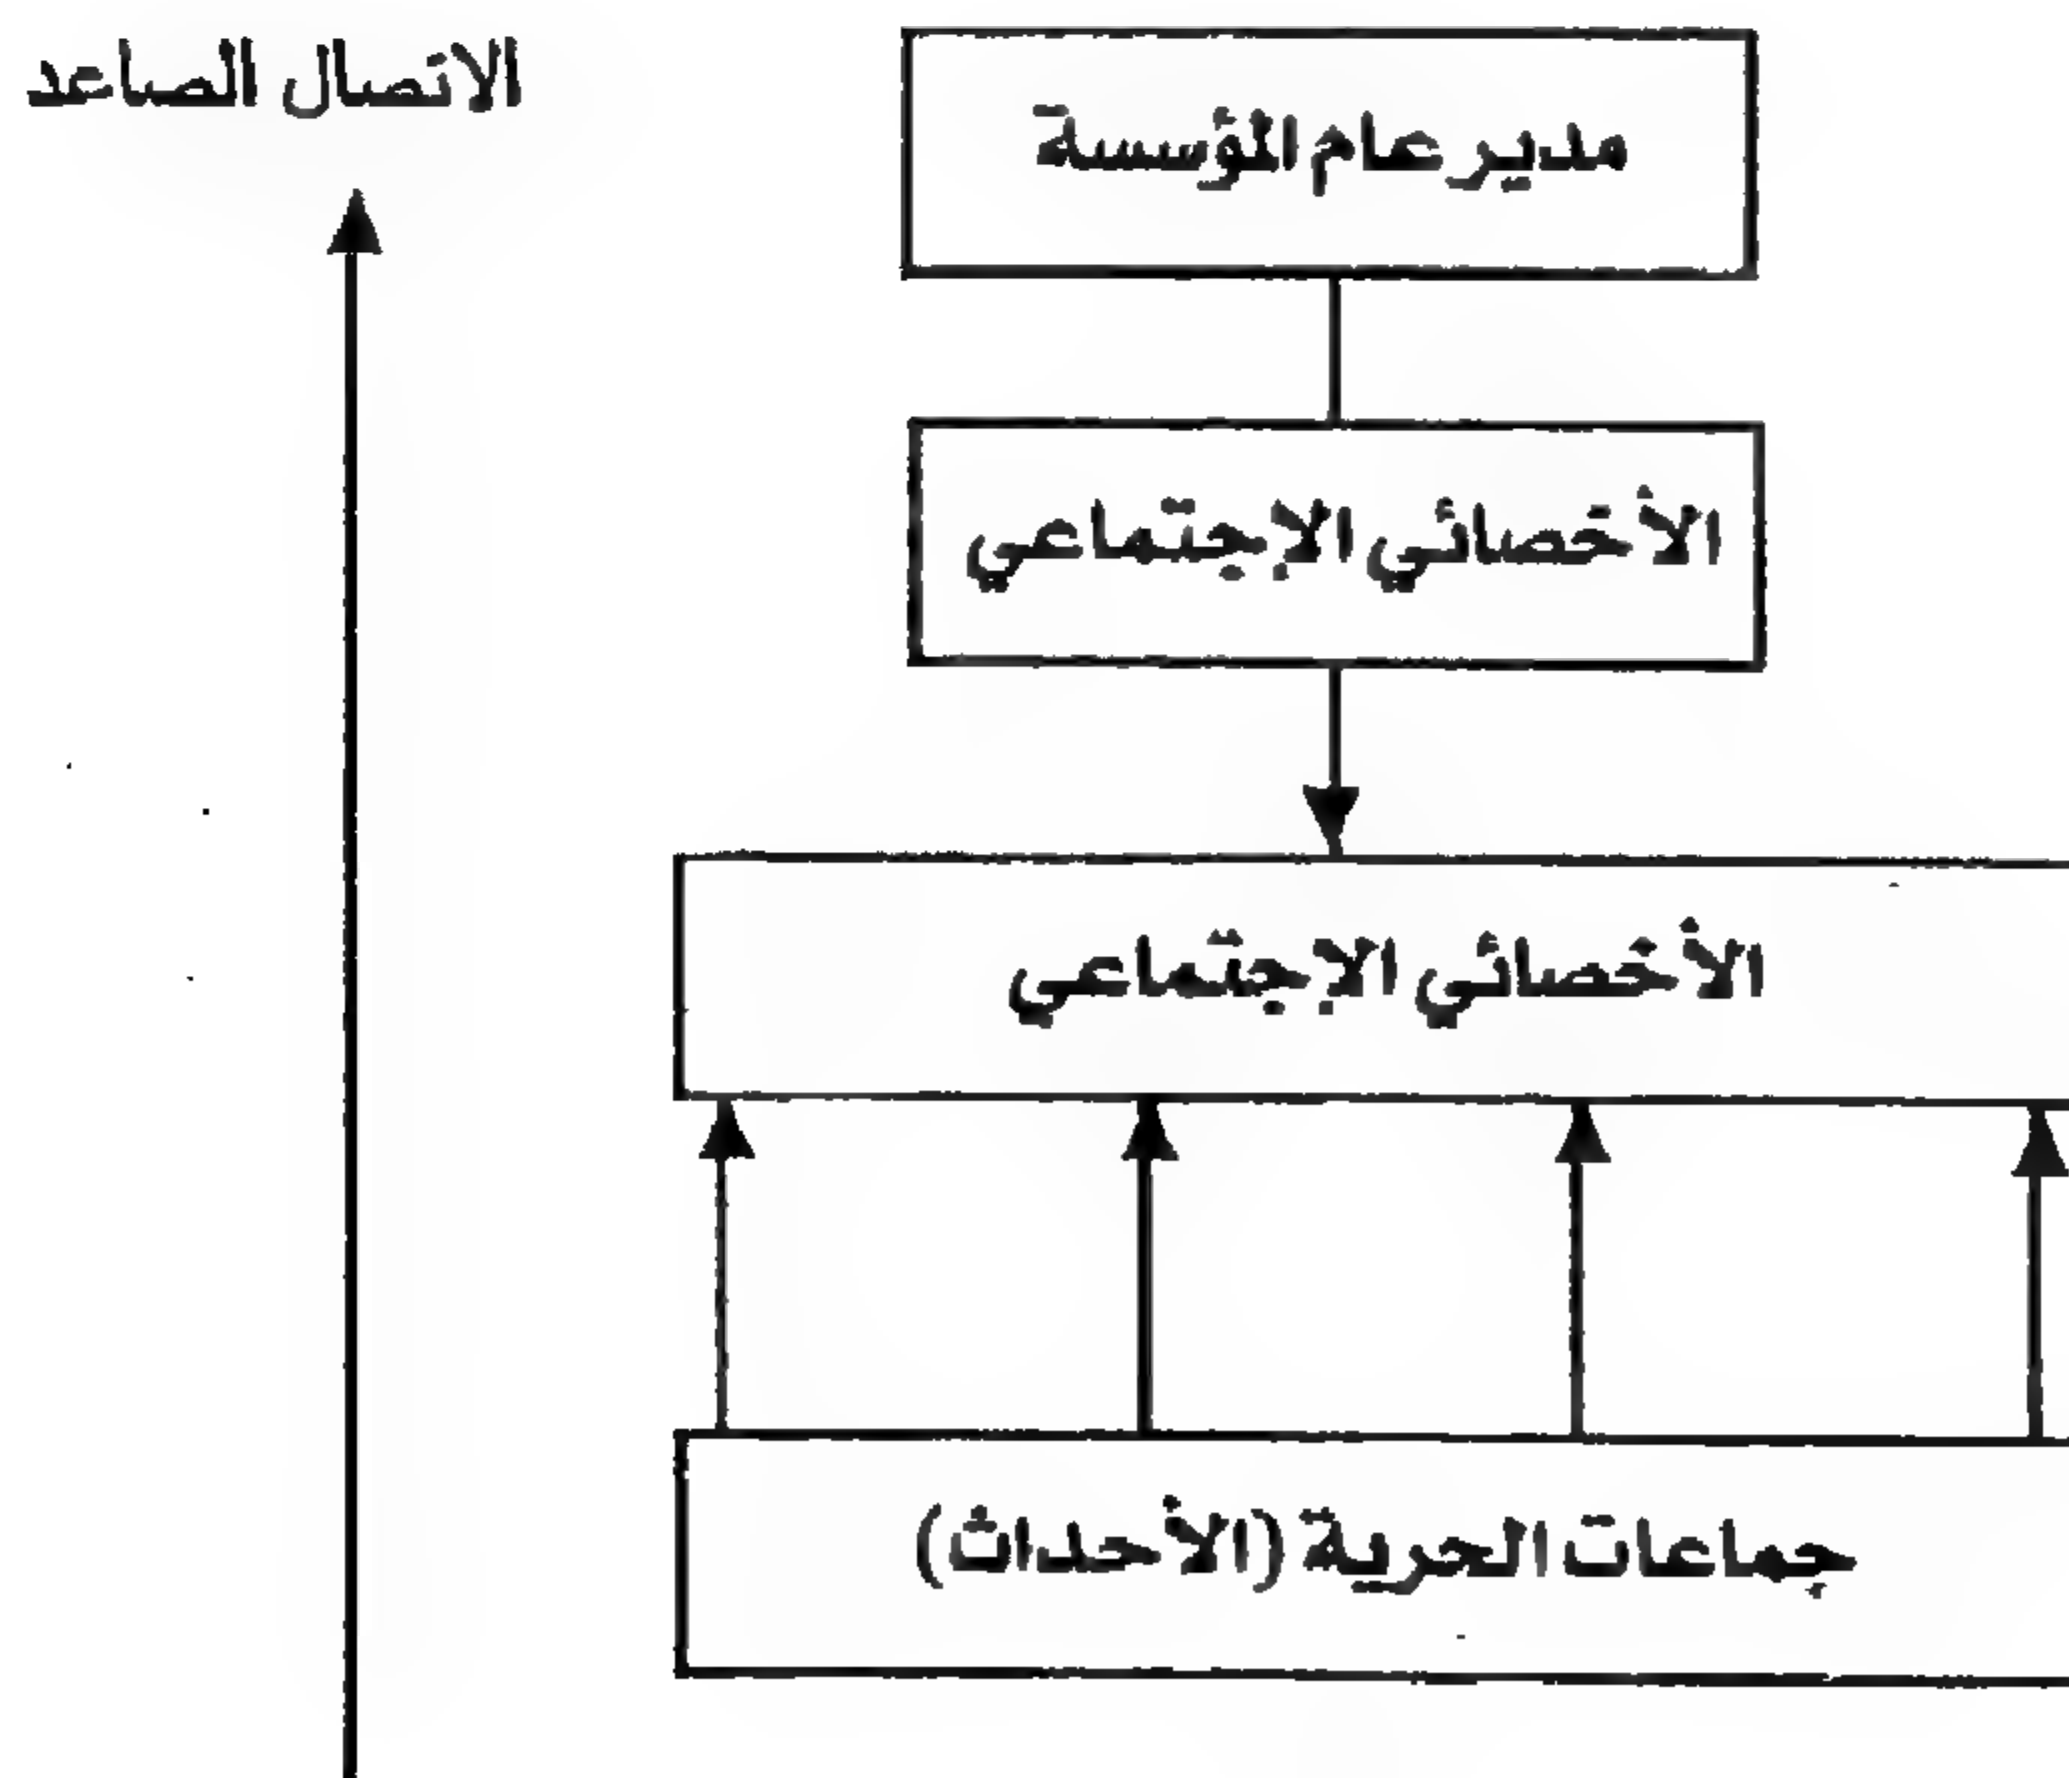 الاتصال الصاعد
مدير عام المؤسسة
الأخصائي الإجتماعي
الأخصائي الإجتماعي
جماعات الحرية (الأحداث)